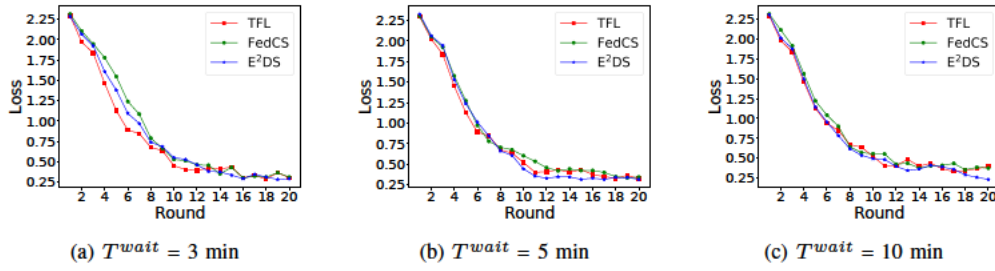 2.25
2.00
1.75
1.50
1.25
1.00
0.75
0.50
0.25
Loss
TFL
FedCS
E²DS
2 4 6 8 10 12 14 16 18 20
Round
(a) T^wait = 3 min
2.25
2.00
1.75
1.50
1.25
1.00
0.75
0.50
0.25
Loss
TFL
FedCS
E²DS
2 4 6 8 10 12 14 16 18 20
Round
(b) T^wait = 5 min
2.25
2.00
1.75
1.50
1.25
1.00
0.75
0.50
0.25
Loss
TFL
FedCS
E²DS
2 4 6 8 10 12 14 16 18 20
Round
(c) T^wait = 10 min